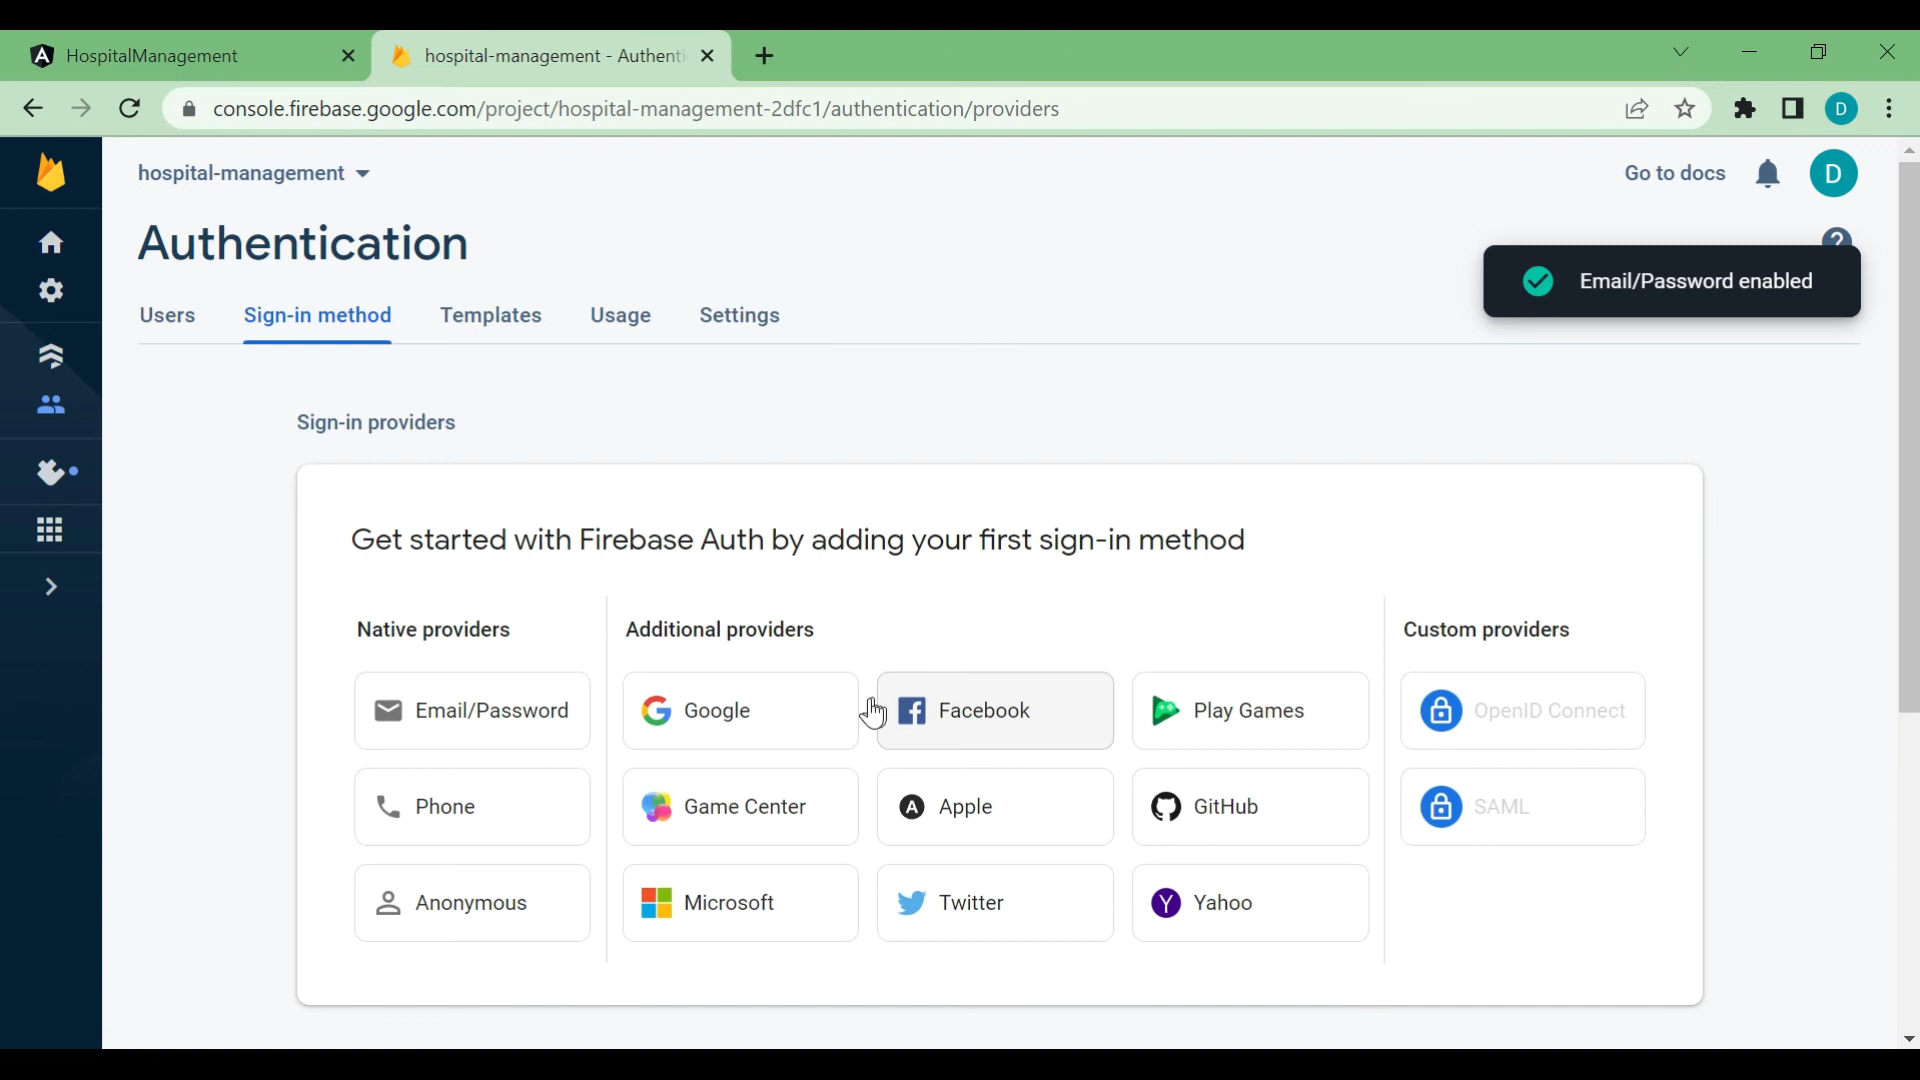 HospitalManagement
hospital-management - Authenti
console.firebase.google.com/project/hospital-management-2dfc1/authentication/providers
D
hospital-management
Go to docs
D
Authentication
?
Email/Password enabled
Users
Sign-in method
Templates
Usage
Settings
Sign-in providers
Get started with Firebase Auth by adding your first sign-in method
Native providers
Additional providers
Custom providers
Email/Password
Google
Facebook
Play Games
OpenID Connect
Phone
Game Center
Apple
GitHub
SAML
Anonymous
Microsoft
Twitter
Yahoo